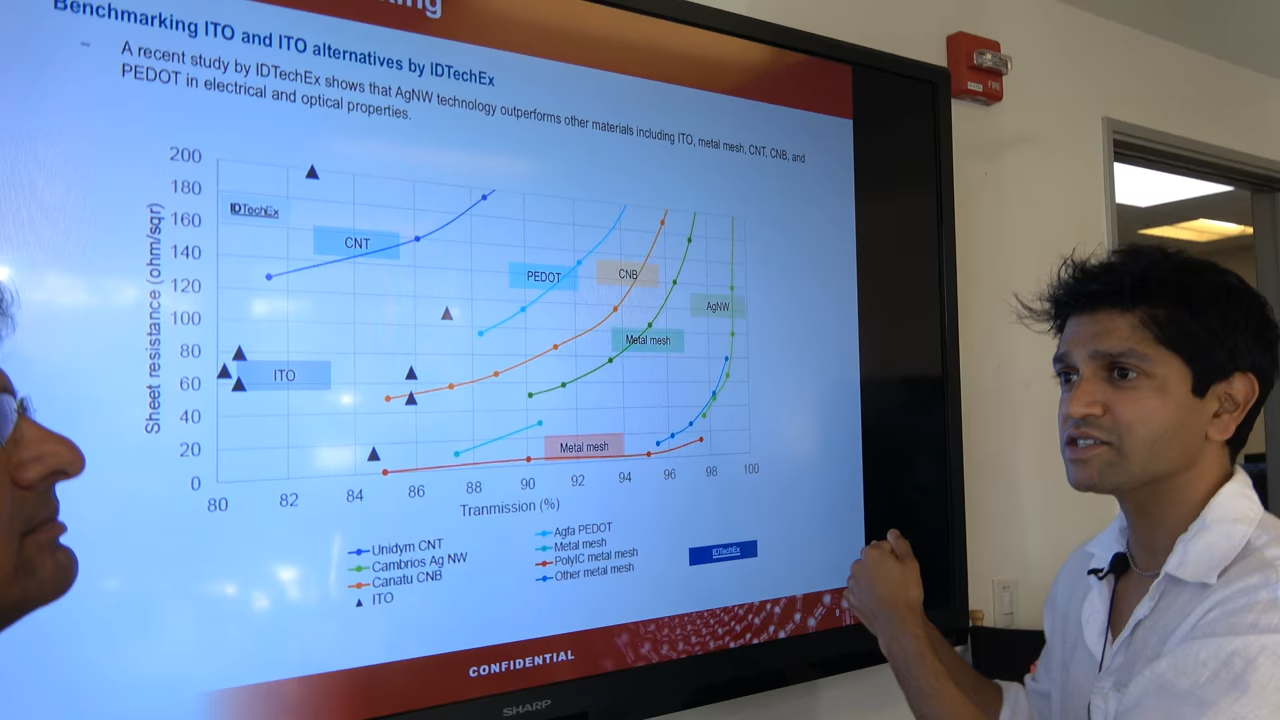 Benchmarking ITO and ITO alternatives by IDTechEx
– A recent study by IDTechEx shows that AgNW technology outperforms other materials including ITO, metal mesh, CNT, CNB, and
PEDOT in electrical and optical properties.
Sheet resistance (ohm/sqr)
200
180
160
140
120
100
80
60
40
20
0
IDTechEx
CNT
PEDOT
CNB
AgNW
Metal mesh
ITO
Metal mesh
80 82 84 86 88 90 92 94 96 98 100
Tranmission (%)
Unidym CNT
Cambrios Ag NW
Canatu CNB
ITO
Agfa PEDOT
Metal mesh
PolyIC metal mesh
Other metal mesh
IDTechEx
9
CONFIDENTIAL
SHARP
FIRE